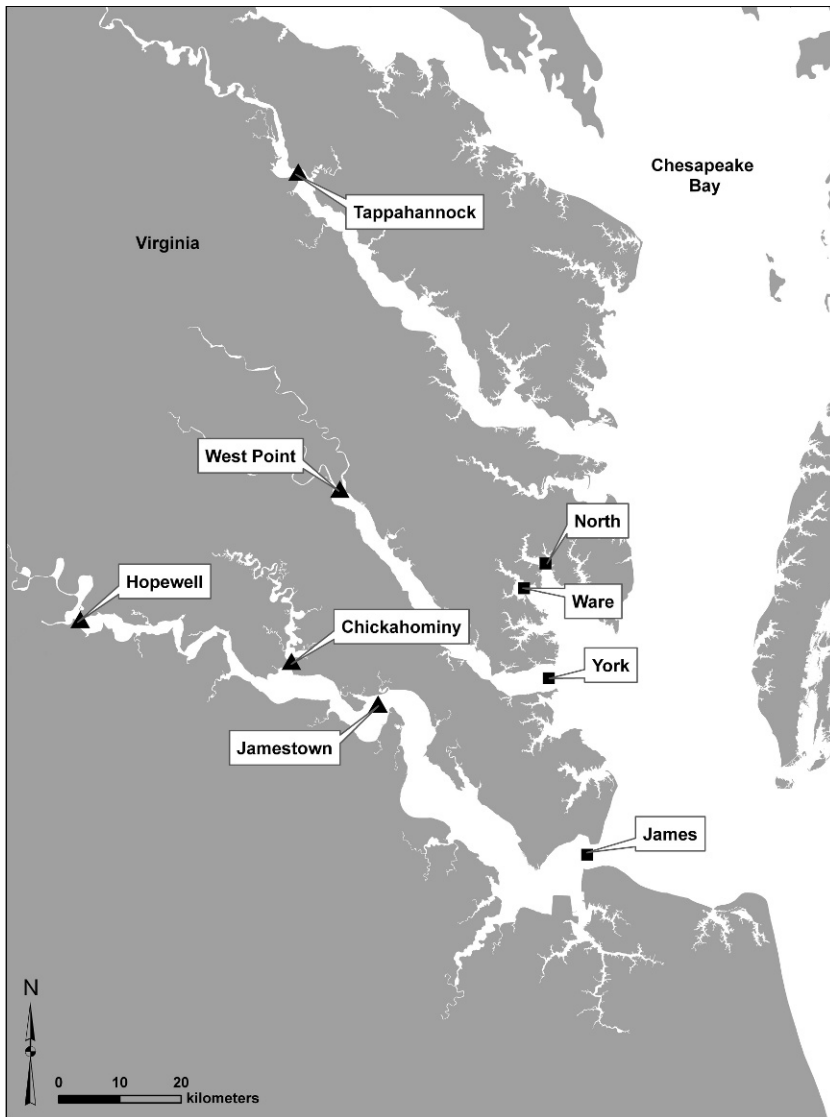 Chesapeake
Bay
Tappahannock
Virginia
West Point
North
Hopewell
Ware
Chickahominy
York
Jamestown
James
N
0 10 20
kilometers